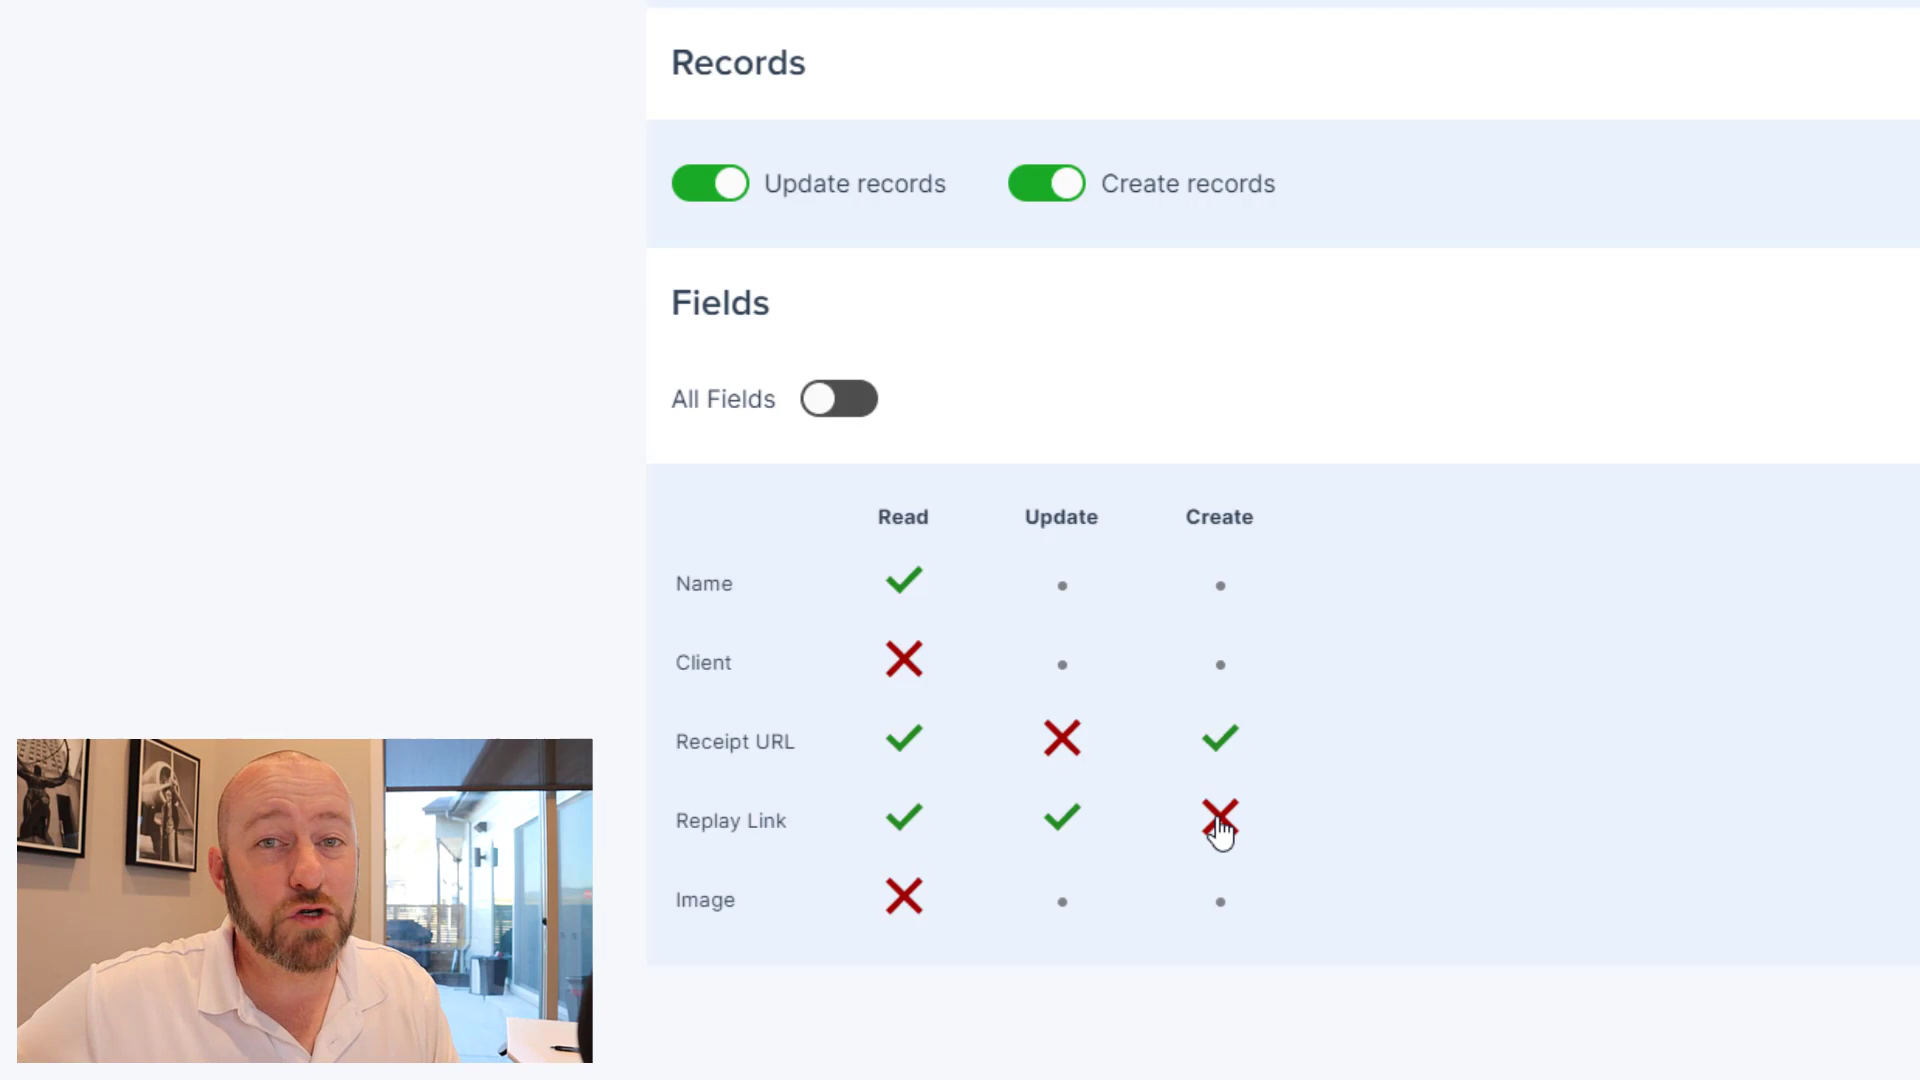 Records
Update records Create records
Fields
All Fields
Read Update Create
Name
Client
Receipt URL
Replay Link
Image